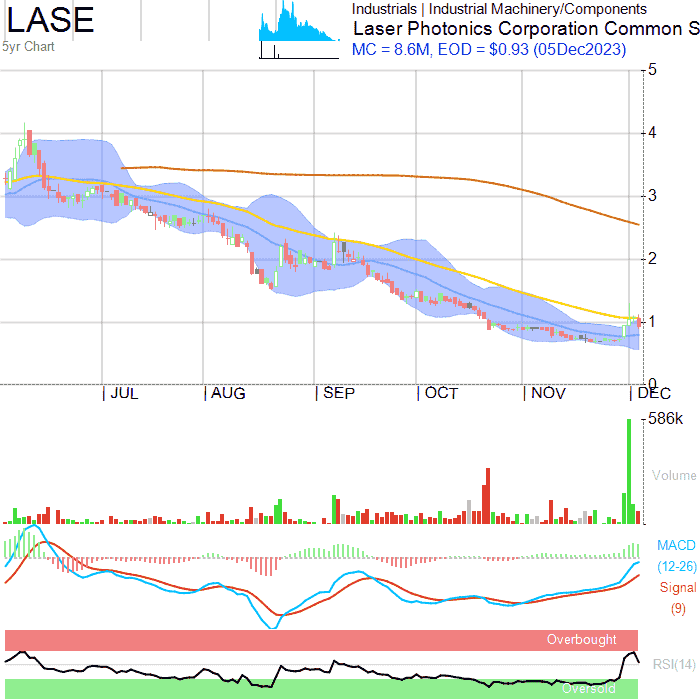 LASE
5yr Chart
Industrials | Industrial Machinery/Components
Laser Photonics Corporation Common S
MC = 8.6M, EOD = $0.93 (05Dec2023)
5
4
3
2
1
0
JUL AUG SEP OCT NOV DEC
586k
Volume
MACD
(12-26)
Signal
(9)
Overbought
RSI(14)
Oversold